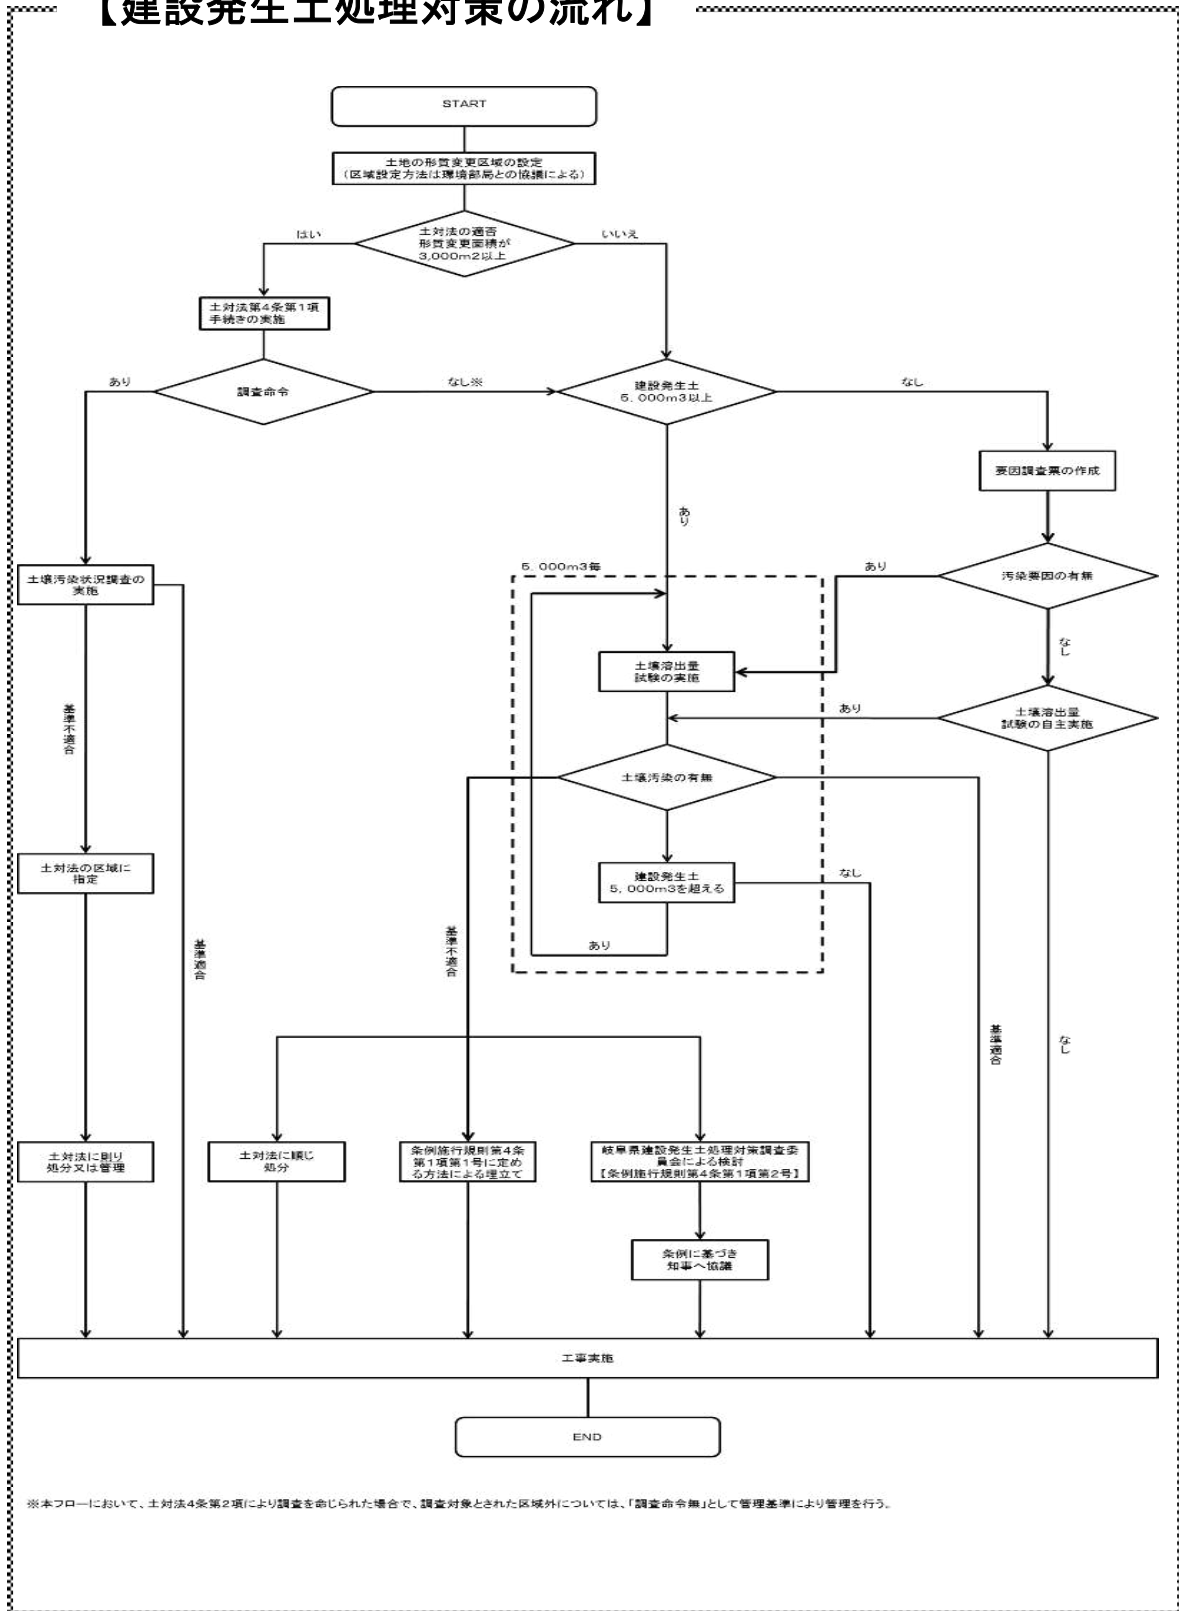 【建設発生土処理対策の流れ】
START
土地の形質変更区域の設定
（区域設定方法は環境部局との協議による）
土対法の適否
形質変更面積が
3,000m2以上
はい
いいえ
土対法第4条第1項
手続きの実施
調査命令
あり
なし※
建設発生土
5，000m3以上
なし
あり
要因調査票の作成
汚染要因の有無
あり
なし
土壌汚染状況調査の
実施
5，000m3毎
土壌溶出量
試験の実施
土壌溶出量
試験の自主実施
あり
なし
基準不適合
土壌汚染の有無
土対法の区域に
指定
建設発生土
5，000m3を超える
なし
あり
基準適合
基準不適合
基準適合
土対法に則り
処分又は管理
土対法に順じ
処分
条例施行規則第4条
第1項第1号に定め
る方法による埋立て
岐阜県建設発生土処理対策調査委
員会による検討
【条例施行規則第4条第1項第2号】
条例に基づき
知事へ協議
工事実施
END
※本フローにおいて、土対法4条第2項により調査を命じられた場合で、調査対象とされた区域外については、「調査命令無」として管理基準により管理を行う。